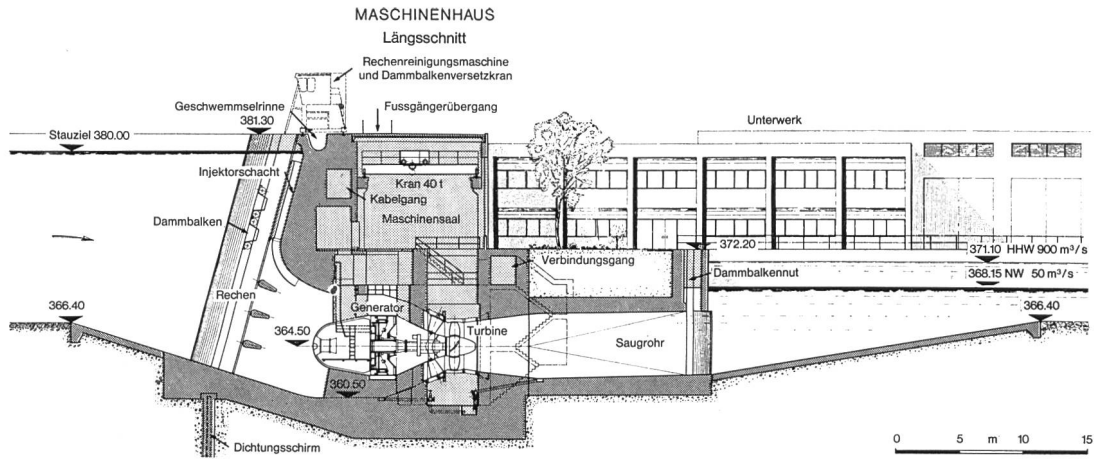 MASCHINENHAUS
Längsschnitt
Rechenreinigungsmaschine
und Dammbalkenversetzkran
Geschwemmselrinne
Fussgängerübergang
381.30
Stauziel 380.00
Unterwerk
Injektorschacht
Kran 40 t
Kabelgang
Maschinensaal
Dammbalken
372.20
371.10 HHW 900 m³/s
Verbindungsgang
Dammbalkennut
368.15 NW 50 m³/s
Rechen
366.40
Generator
366.40
364.50
Turbine
Saugrohr
360.50
Dichtungsschirm
0 5 m 10 15